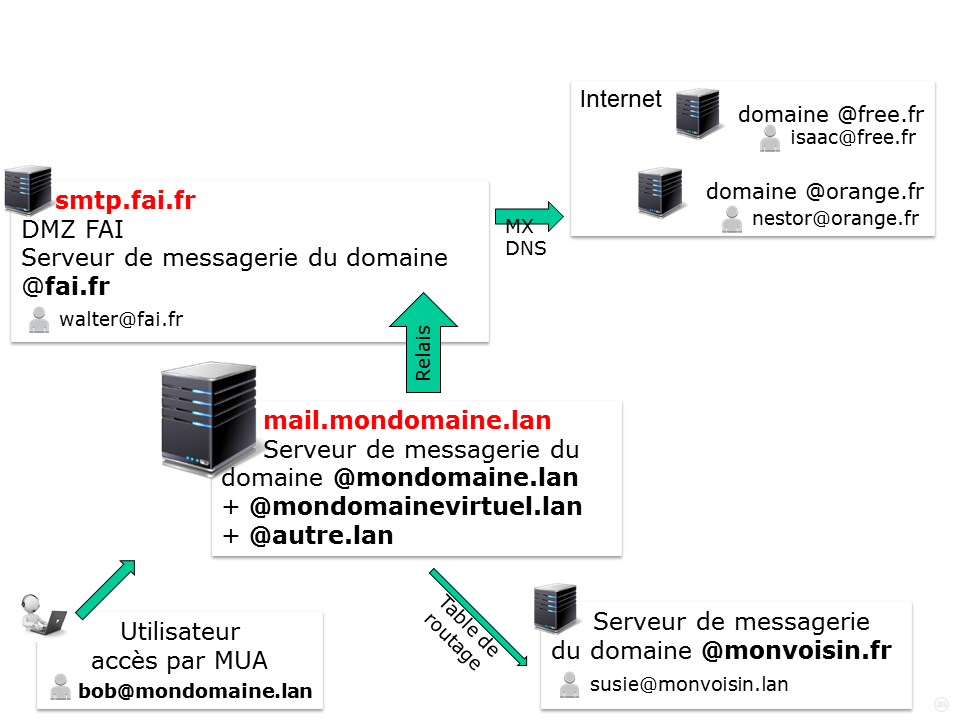 Internet
domaine @free.fr
isaac@free.fr
domaine @orange.fr
nestor@orange.fr
smtp.fai.fr
DMZ FAI
Serveur de messagerie du domaine
@fai.fr
walter@fai.fr
MX
DNS
Relais
mail.mondomaine.lan
Serveur de messagerie du
domaine @mondomaine.lan
+ @mondomainevirtuel.lan
+ @autre.lan
Utilisateur
accès par MUA
bob@mondomaine.lan
Table de
routage
Serveur de messagerie
du domaine @monvoisin.fr
susie@monvoisin.lan